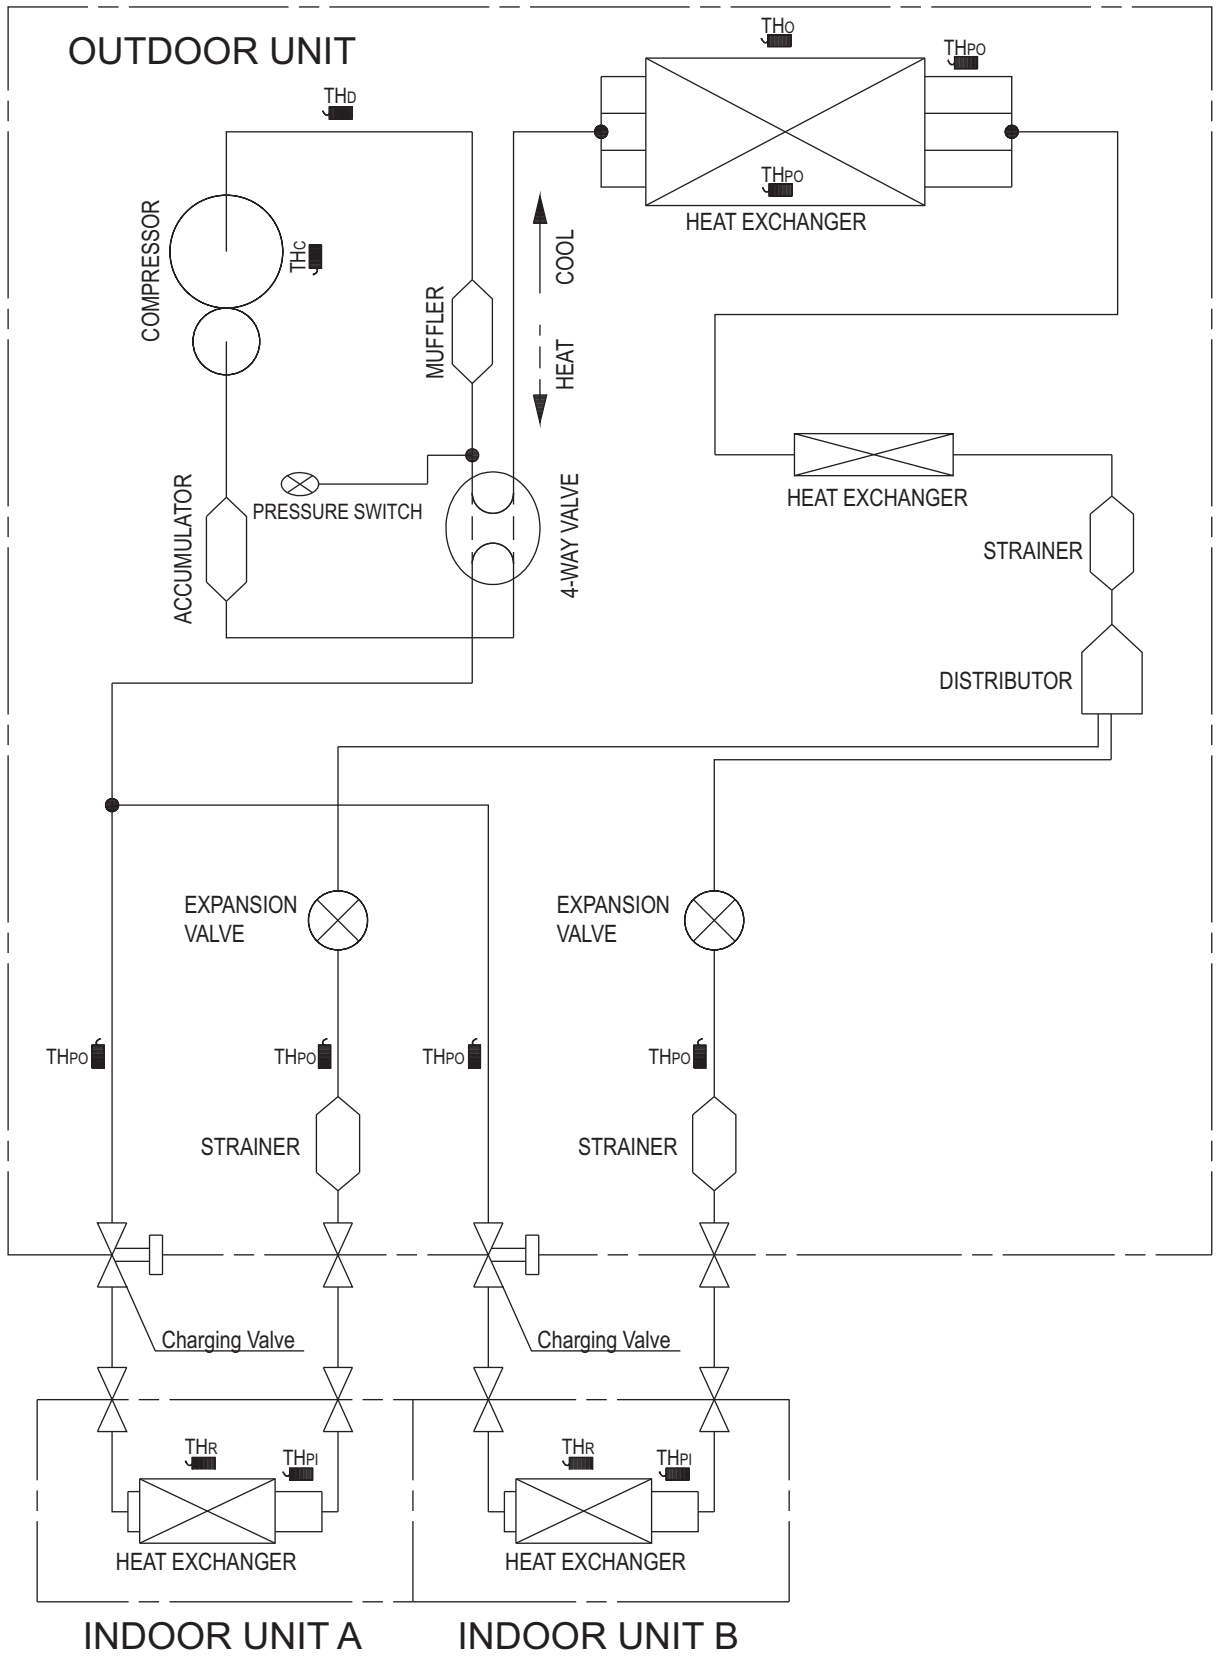 OUTDOOR UNIT
THO
THPO
THD
THPO
HEAT EXCHANGER
COMPRESSOR
THC
MUFFLER
COOL
HEAT
HEAT EXCHANGER
ACCUMULATOR
PRESSURE SWITCH
4-WAY VALVE
STRAINER
DISTRIBUTOR
EXPANSION
VALVE
EXPANSION
VALVE
THPO
THPO
THPO
THPO
STRAINER
STRAINER
Charging Valve
Charging Valve
THR
THPI
THR
THPI
HEAT EXCHANGER
HEAT EXCHANGER
INDOOR UNIT A
INDOOR UNIT B